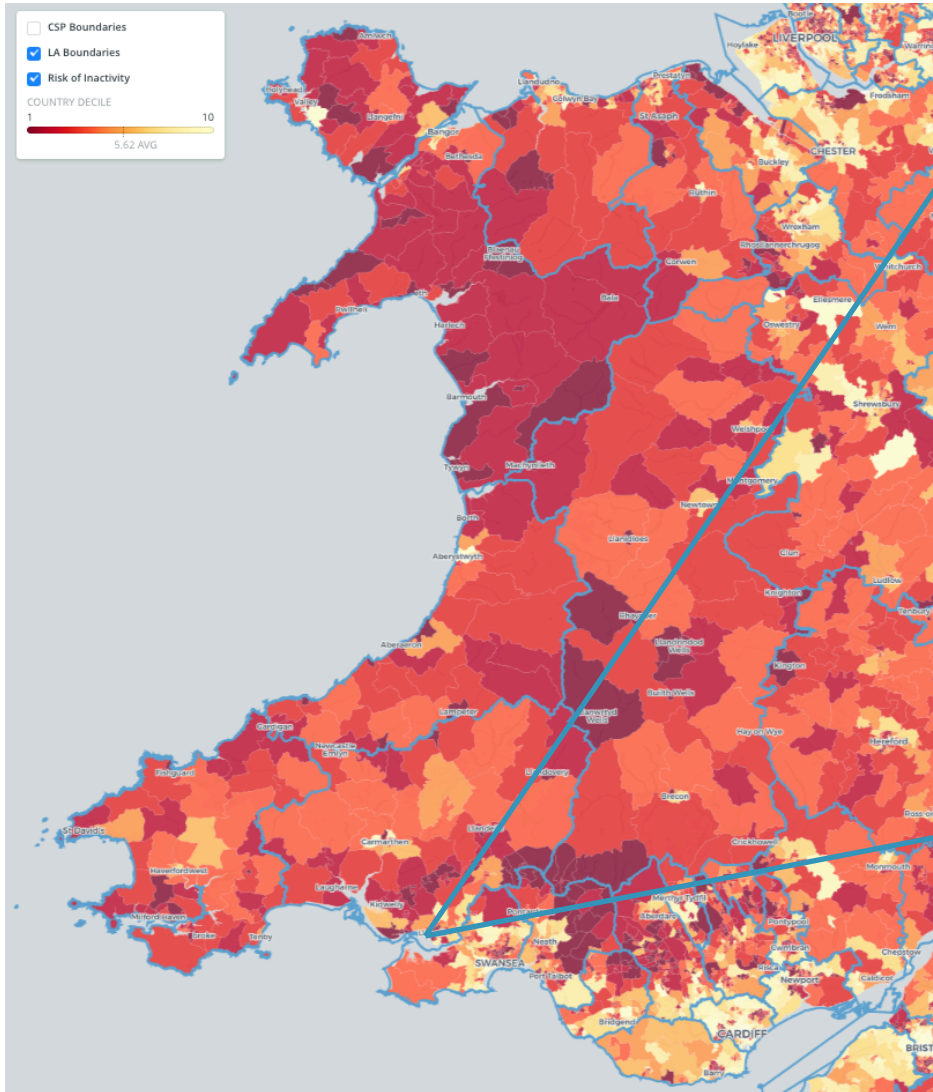 CSP Boundaries
LA Boundaries
Risk of Inactivity
COUNTRY DECILE
1 10
5.62 AVG
Bootle
LIVERPOOL
Hoylake
Amlwch
Holyhead
Valley
Llangefni
Bangor
Bethesda
Llandudno
Colwyn Bay
Prestatyn
St Asaph
Frodsham
CHESTER
Buckley
Ruthin
Wrexham
Rhosllannerchrugog
Blaenau
Ffestiniog
Corwen
Whitchurch
Bala
Pwllheli
Harlech
Ellesmere
Oswestry
Wem
Barmouth
Shrewsbury
Welshpool
Tywyn
Machynlleth
Montgomery
Newtown
Borth
Llanidloes
Clun
Aberystwyth
Ludlow
Knighton
Tenbury
Rhayader
Aberaeron
Llandrindod
Wells
Kington
Builth Wells
Lampeter
Llanwrtyd
Wells
Cardigan
Hay on Wye
Newcastle
Emlyn
Hereford
Fishguard
Llandovery
Brecon
St David's
Carmarthen
Crickhowell
Haverfordwest
Monmouth
Laugharne
Kidwelly
Merthyr Tydfil
Milford Haven
Aberdare
Pontypool
Tenby
Neath
Cwmbran
Chepstow
SWANSEA
Port Talbot
Risca
Newport
Caldicot
Bridgend
CARDIFF
Barry
BRIST